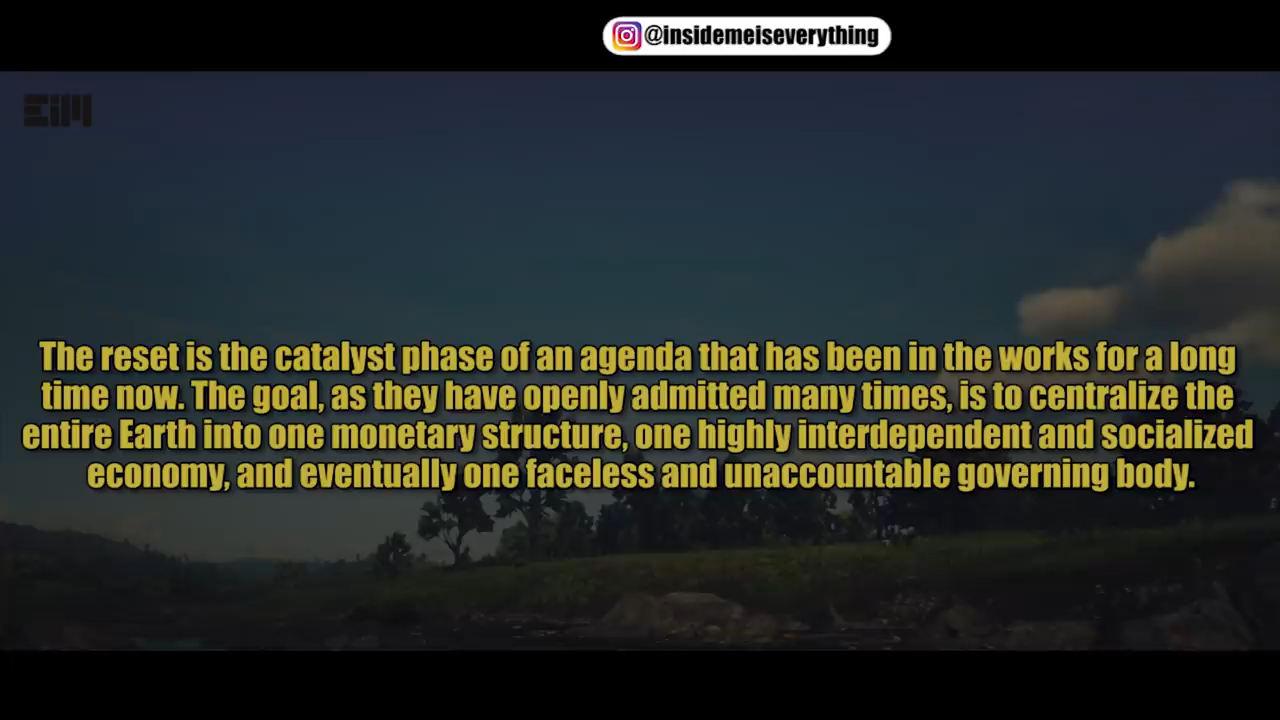 @insidemeiseverything
EiM
The reset is the catalyst phase of an agenda that has been in the works for a long
time now. The goal, as they have openly admitted many times, is to centralize the
entire Earth into one monetary structure, one highly interdependent and socialized
economy, and eventually one faceless and unaccountable governing body.